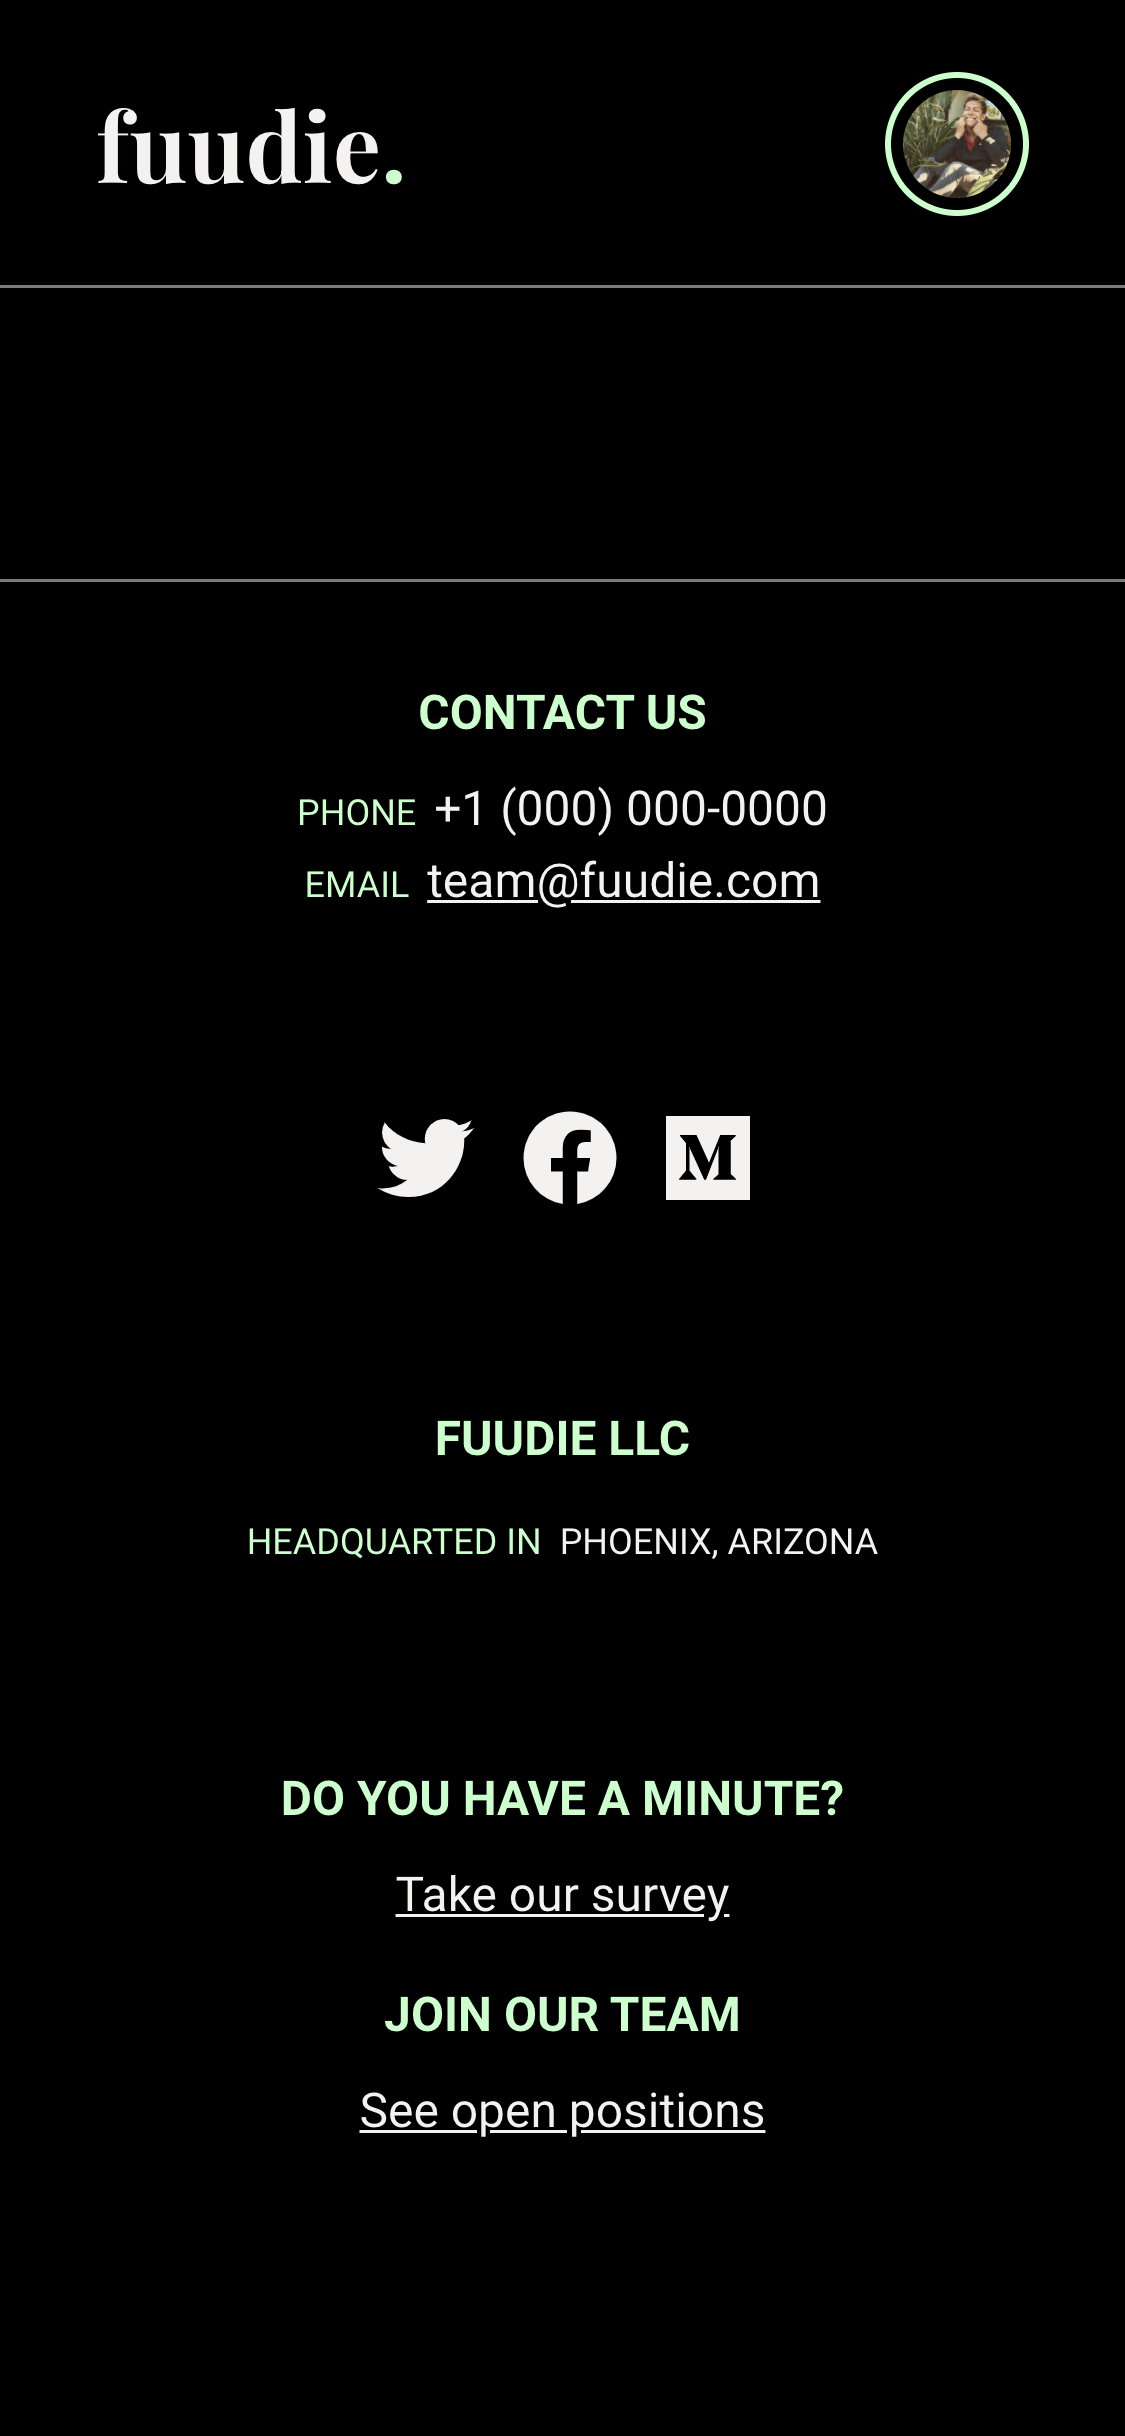 fuudie.
CONTACT US
PHONE +1 (000) 000-0000
EMAIL team@fuudie.com
FUUDIE LLC
HEADQUARTED IN PHOENIX, ARIZONA
DO YOU HAVE A MINUTE?
Take our survey
JOIN OUR TEAM
See open positions